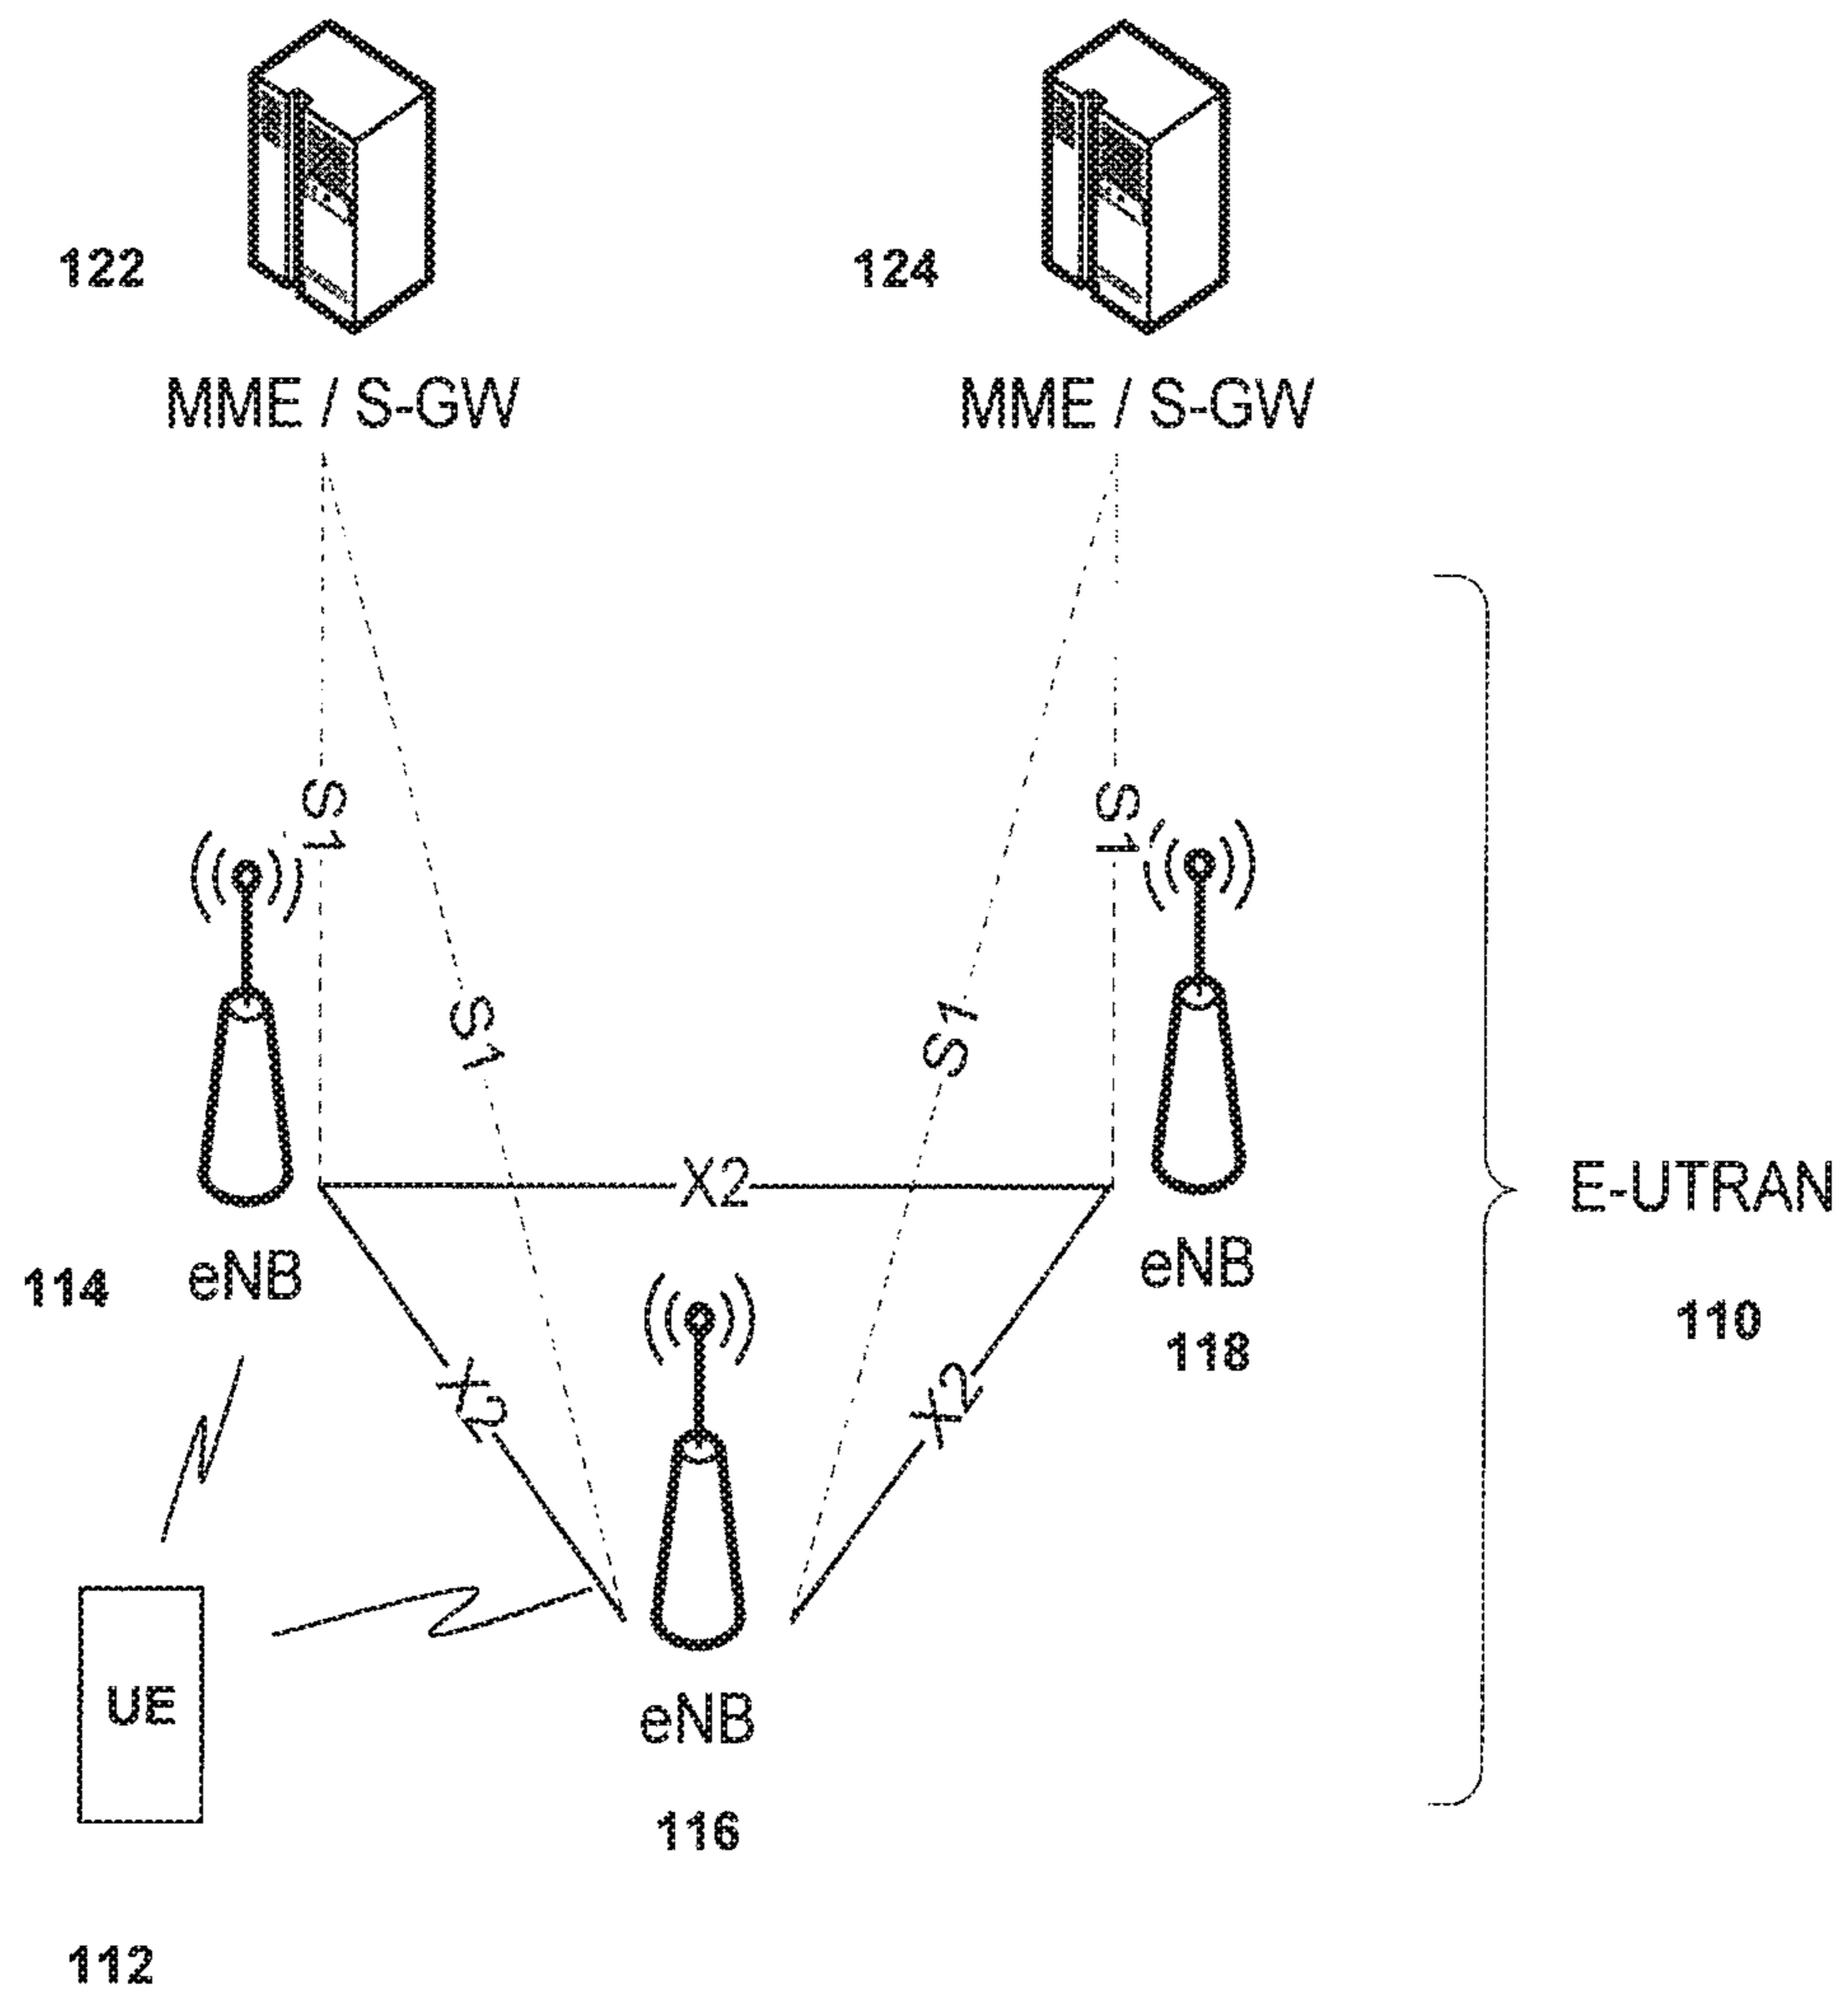 122
124
MME / S-GW
MME / S-GW
S1
S1
S1
S1
X2
E-UTRAN
114
eNB
eNB
110
118
X2
X2
UE
eNB
116
112